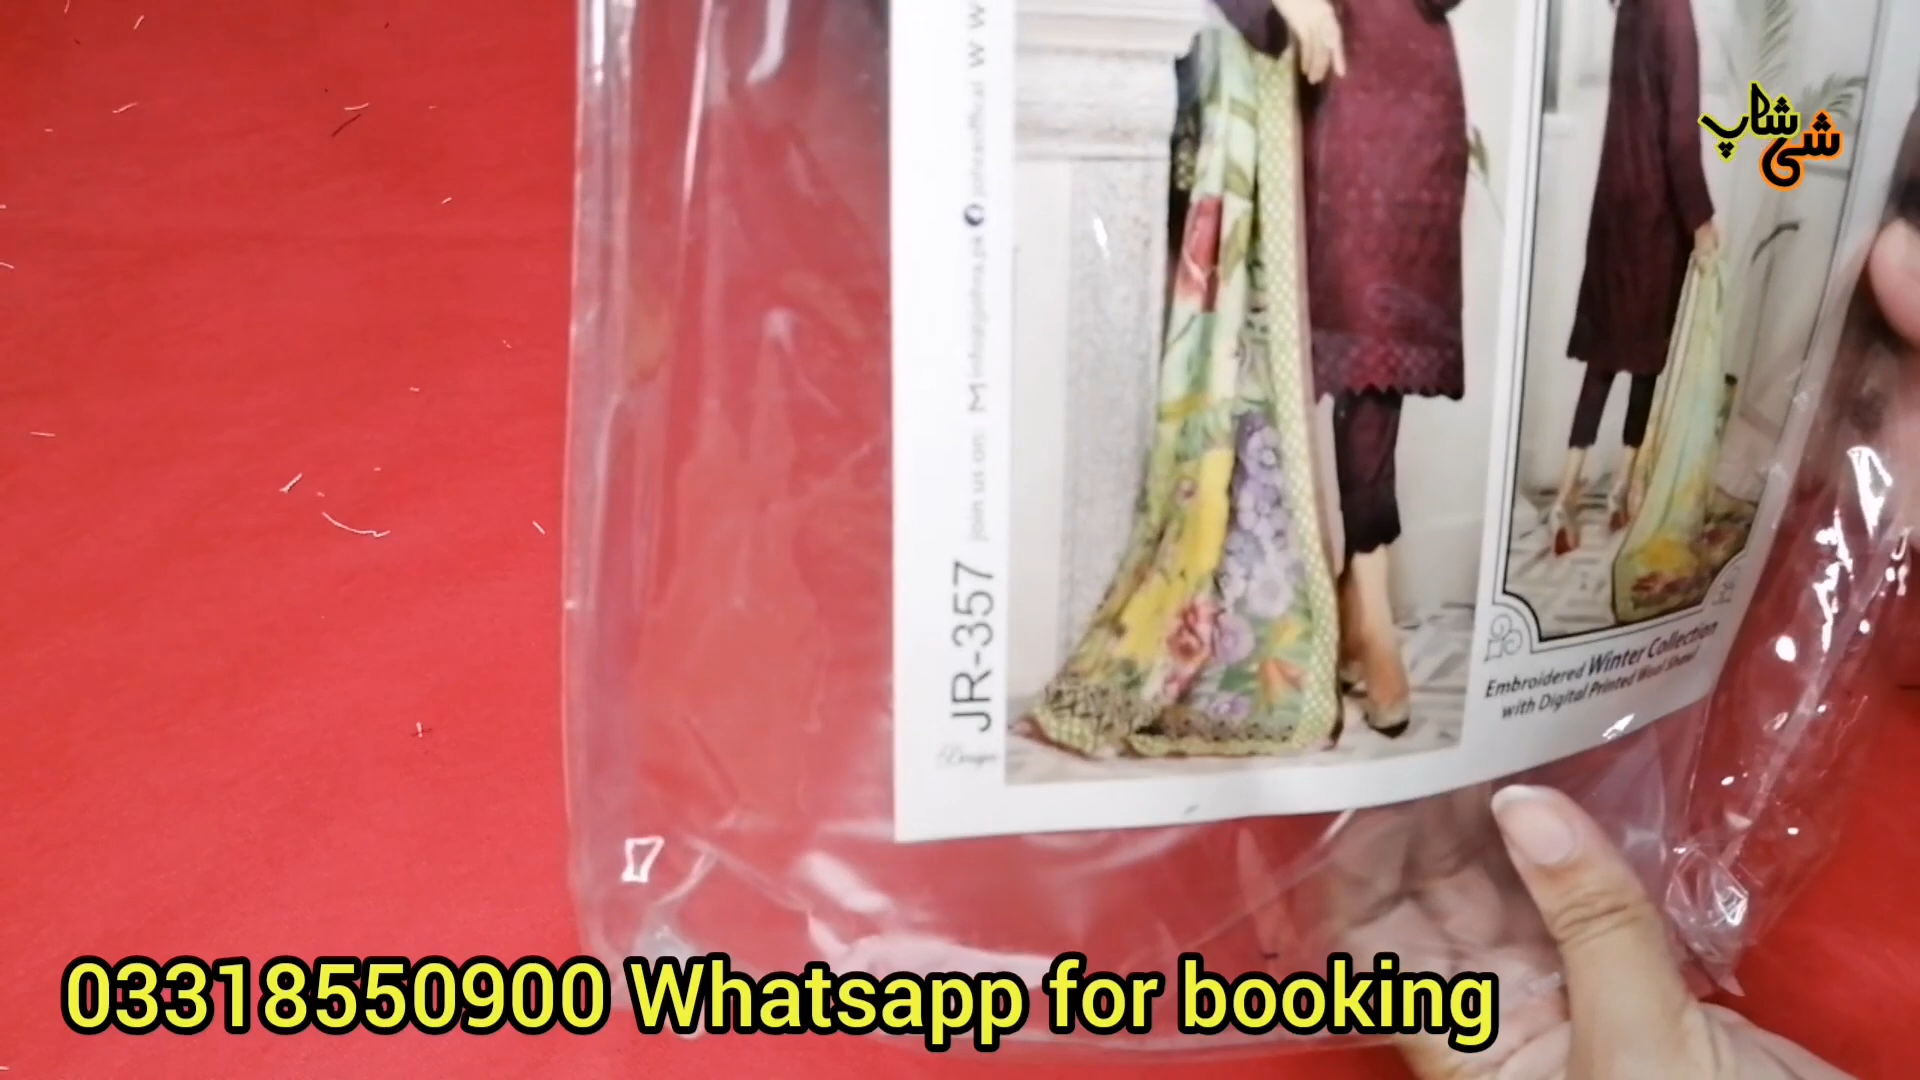 شی شاپ
join us on:
Design
JR-357
Embroidered Winter Collection
with Digital Printed Wool Shawl
03318550900 Whatsapp for booking